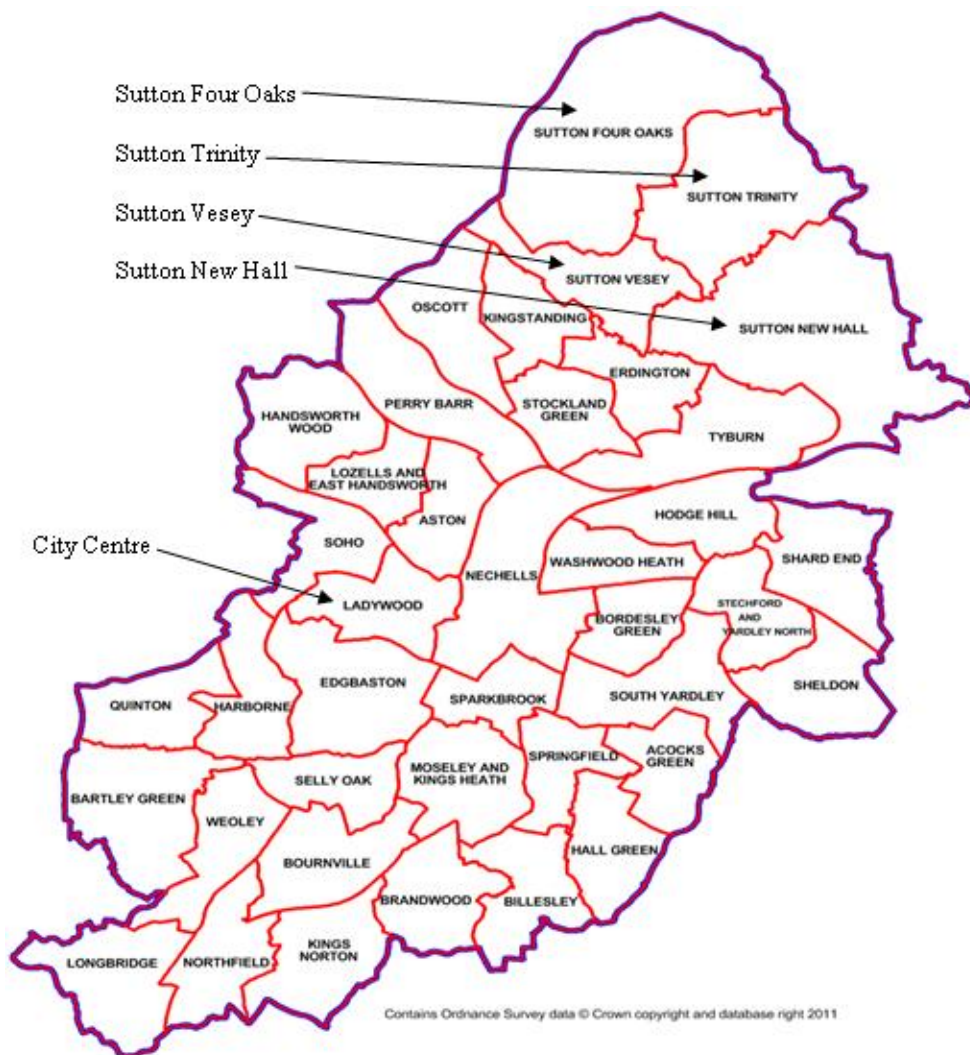 Sutton Four Oaks
SUTTON FOUR OAKS
Sutton Trinity
SUTTON TRINITY
Sutton Vesey
SUTTON VESEY
Sutton New Hall
OSCOTT
KINGSTANDING
SUTTON NEW HALL
ERDINGTON
PERRY BARR
STOCKLAND
GREEN
HANDSWORTH
WOOD
TYBURN
LOZELLS AND
EAST HANDSWORTH
ASTON
HODGE HILL
City Centre
SOHO
NECHELLS
WASHWOOD HEATH
SHARD END
LADYWOOD
STECHFORD
AND
YARDLEY NORTH
BORDESLEY
GREEN
EDGBASTON
SPARKBROOK
SOUTH YARDLEY
SHELDON
QUINTON
HARBORNE
SPRINGFIELD
ACOCKS
GREEN
MOSELEY AND
KINGS HEATH
SELLY OAK
BARTLEY GREEN
WEOLEY
HALL GREEN
BOURNVILLE
BRANDWOOD
BILLESLEY
KINGS
NORTON
LONGBRIDGE
NORTHFIELD
Contains Ordnance Survey data © Crown copyright and database right 2011